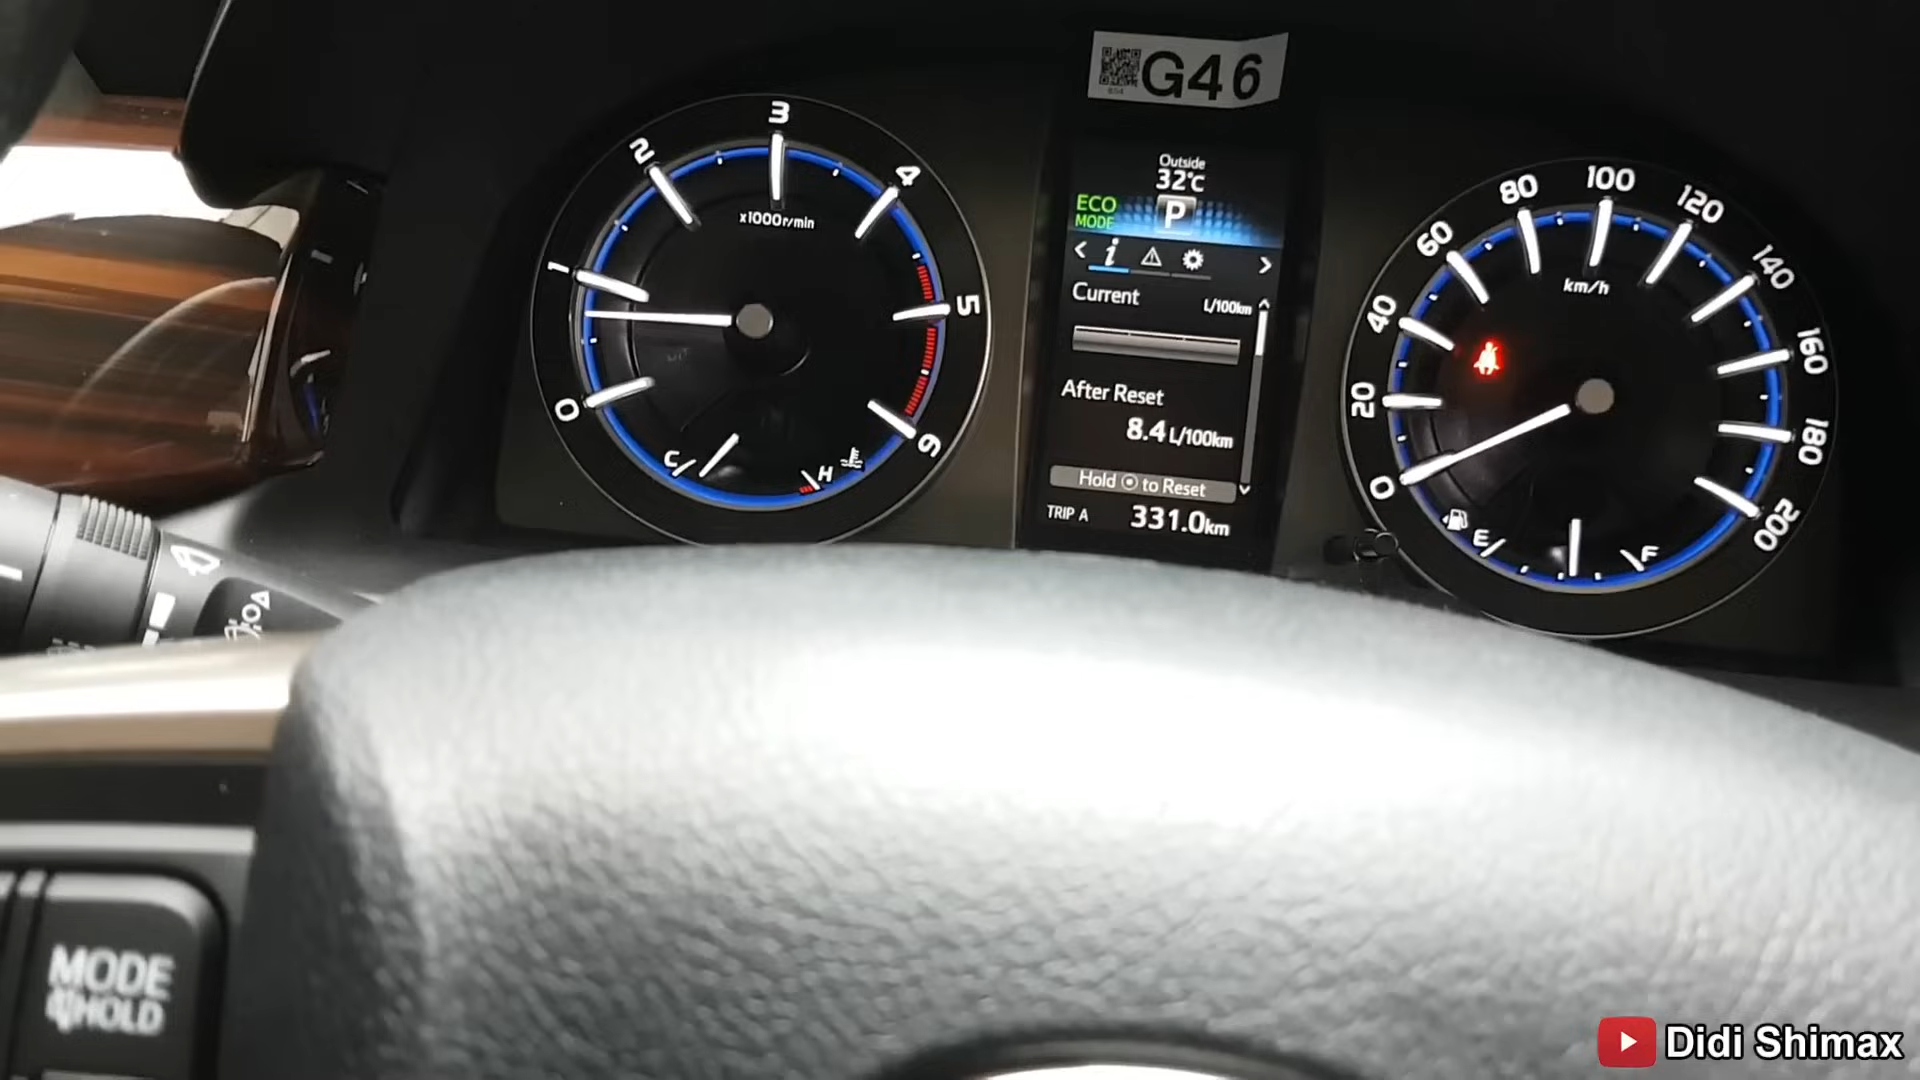 G46
3
2
4
x1000r/min
1
5
0
6
C
H
Outside
32°C
ECO
MODE
P
i
Current
L/100km
After Reset
8.4 L/100km
Hold to Reset
TRIP A
331.0km
80
100
120
60
140
km/h
40
160
20
180
0
200
E
F
MODE
HOLD
Didi Shimax